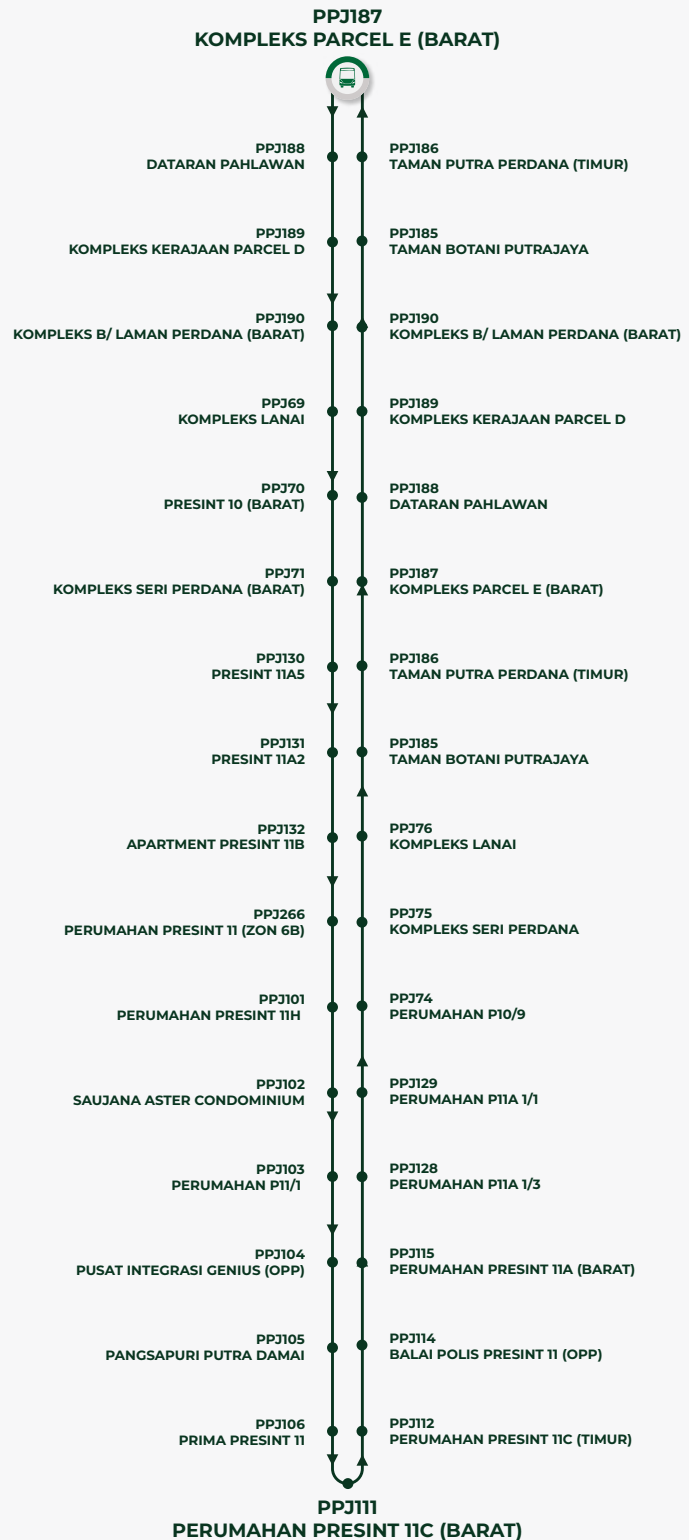 PPJ187
KOMPLEKS PARCEL E (BARAT)
PPJ188
DATARAN PAHLAWAN
PPJ189
KOMPLEKS KERAJAAN PARCEL D
PPJ190
KOMPLEKS B/ LAMAN PERDANA (BARAT)
PPJ69
KOMPLEKS LANAI
PPJ70
PRESINT 10 (BARAT)
PPJ71
KOMPLEKS SERI PERDANA (BARAT)
PPJ130
PRESINT 11A5
PPJ131
PRESINT 11A2
PPJ132
APARTMENT PRESINT 11B
PPJ266
PERUMAHAN PRESINT 11 (ZON 6B)
PPJ101
PERUMAHAN PRESINT 11H
PPJ102
SAUJANA ASTER CONDOMINIUM
PPJ103
PERUMAHAN P11/1
PPJ104
PUSAT INTEGRASI GENIUS (OPP)
PPJ105
PANGSAPURI PUTRA DAMAI
PPJ106
PRIMA PRESINT 11
PPJ186
TAMAN PUTRA PERDANA (TIMUR)
PPJ185
TAMAN BOTANI PUTRAJAYA
PPJ190
KOMPLEKS B/ LAMAN PERDANA (BARAT)
PPJ189
KOMPLEKS KERAJAAN PARCEL D
PPJ188
DATARAN PAHLAWAN
PPJ187
KOMPLEKS PARCEL E (BARAT)
PPJ186
TAMAN PUTRA PERDANA (TIMUR)
PPJ185
TAMAN BOTANI PUTRAJAYA
PPJ76
KOMPLEKS LANAI
PPJ75
KOMPLEKS SERI PERDANA
PPJ74
PERUMAHAN P10/9
PPJ129
PERUMAHAN P11A 1/1
PPJ128
PERUMAHAN P11A 1/3
PPJ115
PERUMAHAN PRESINT 11A (BARAT)
PPJ114
BALAI POLIS PRESINT 11 (OPP)
PPJ112
PERUMAHAN PRESINT 11C (TIMUR)
PPJ111
PERUMAHAN PRESINT 11C (BARAT)